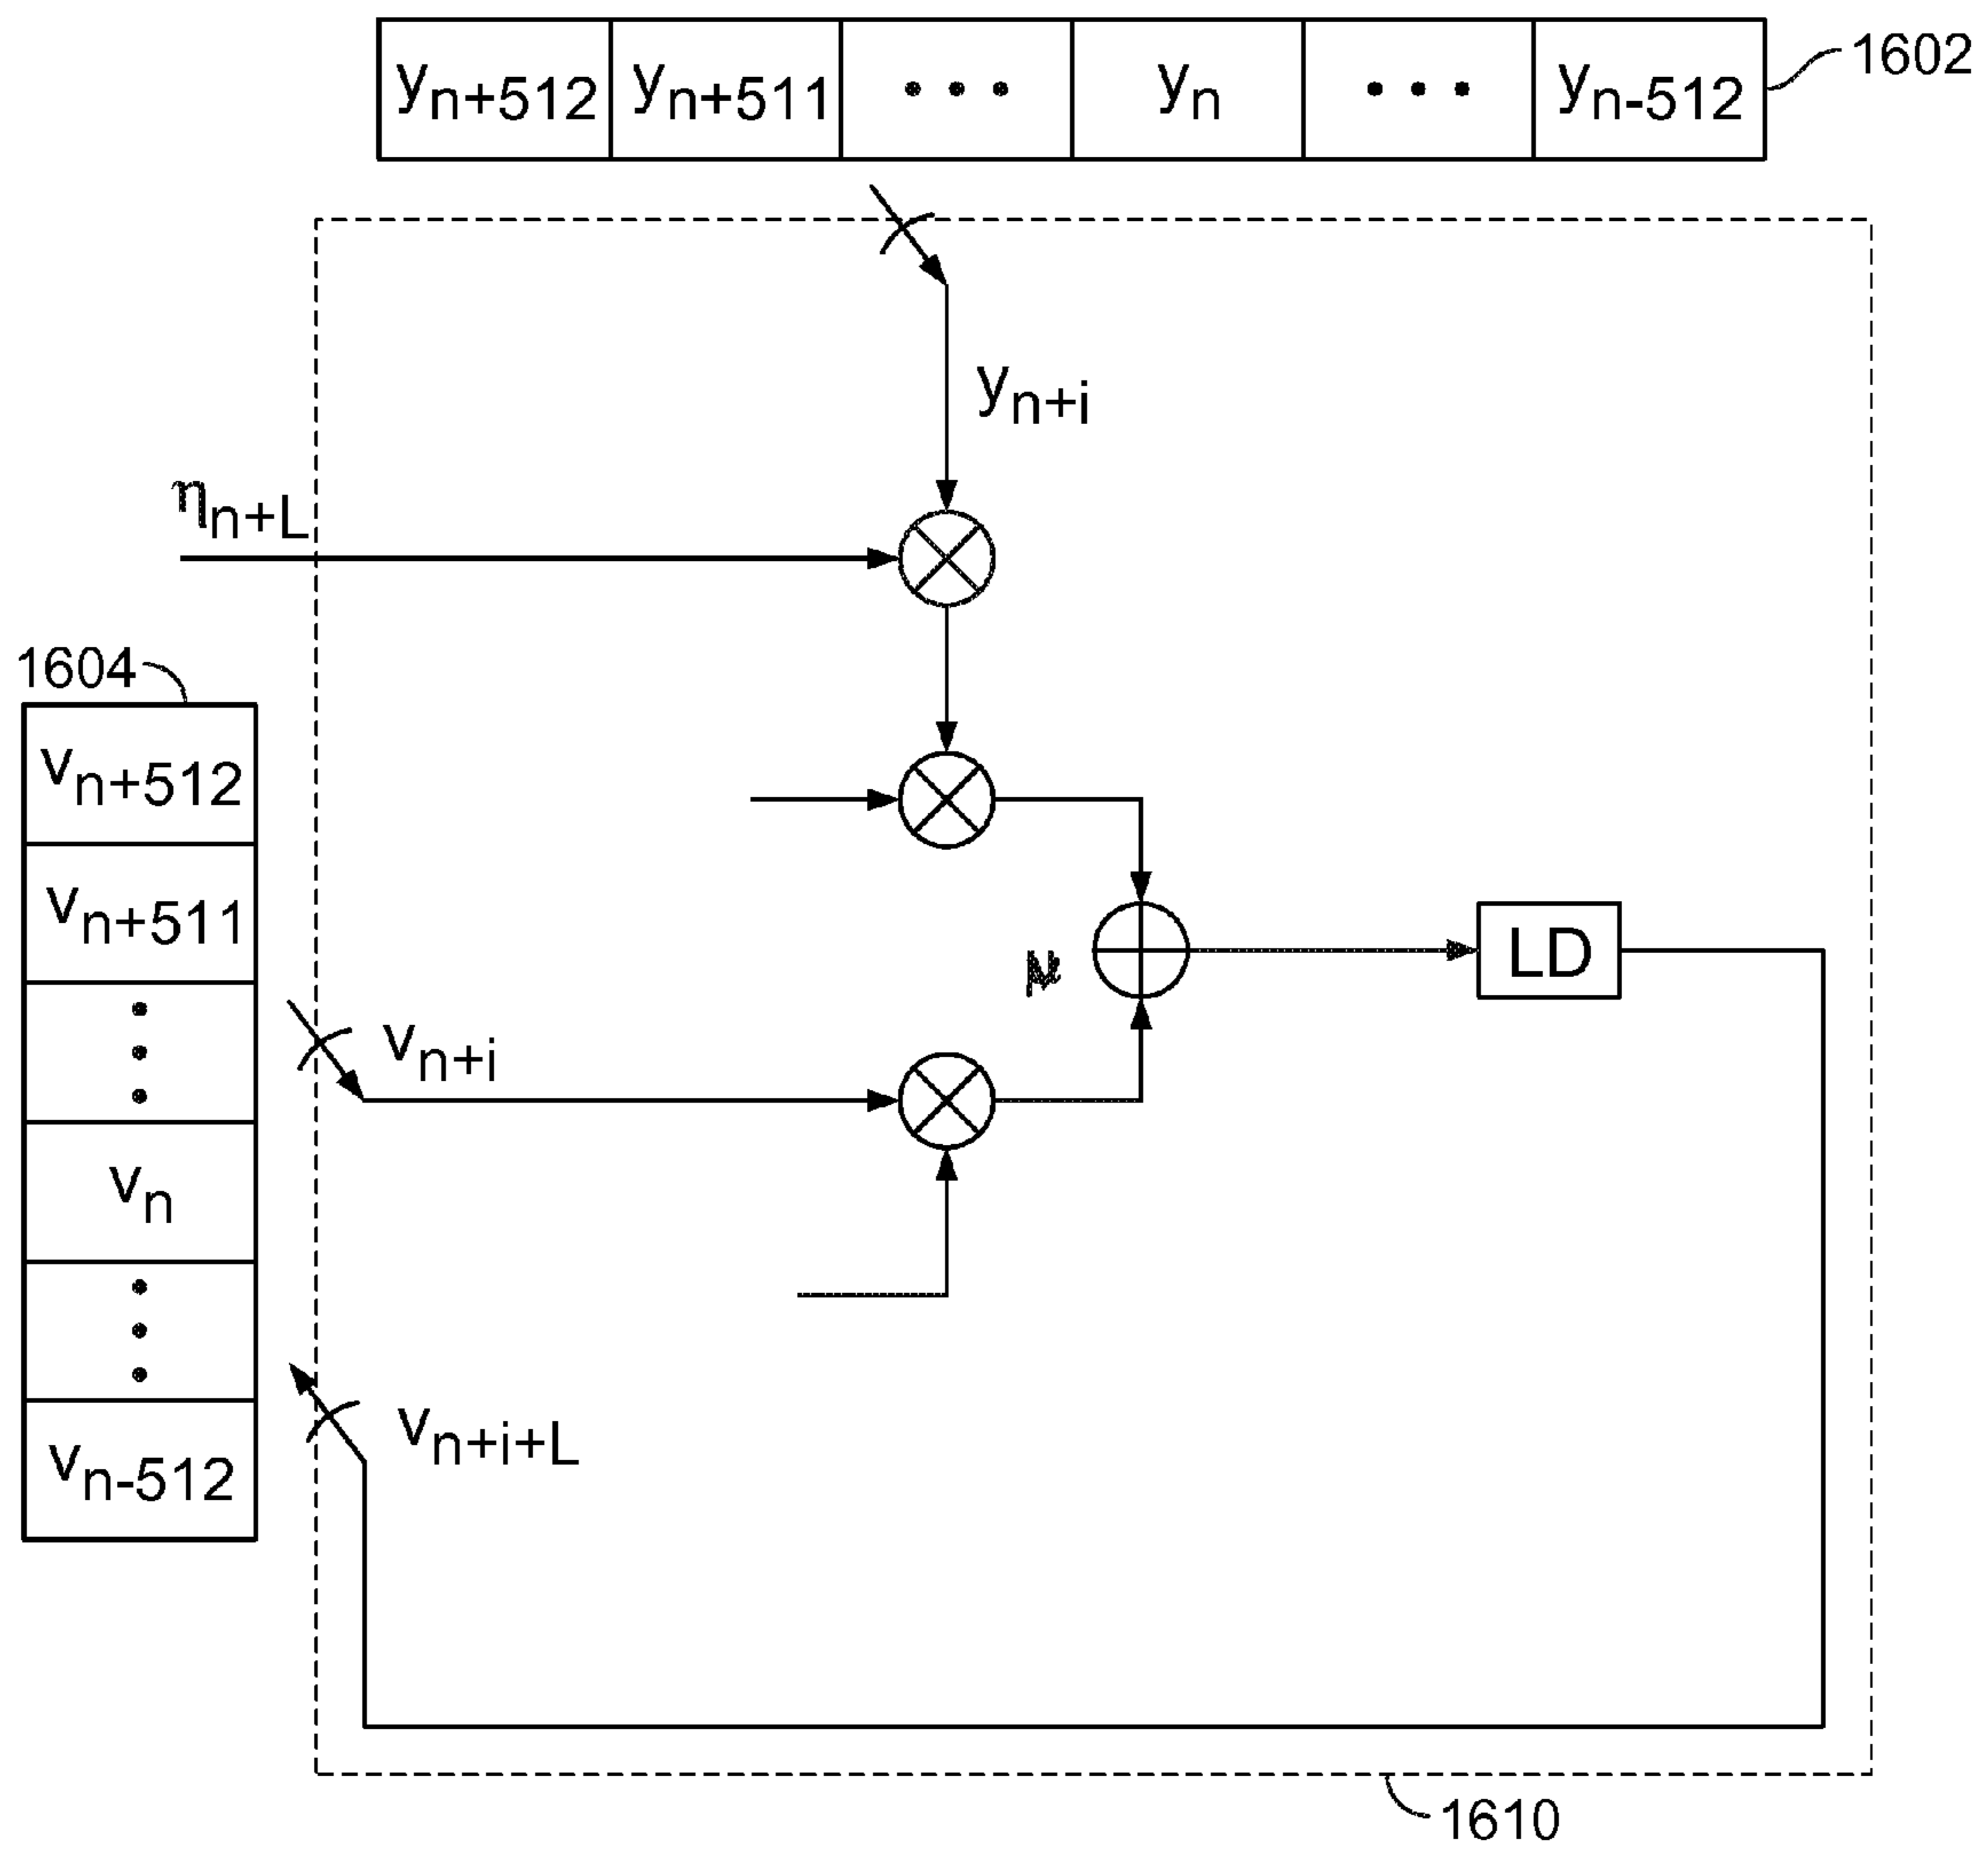 yn+512 yn+511 • • • yn • • • yn-512
1602
yn+i
ηn+L
1604
vn+512
vn+511
•
•
•
vn
•
•
•
vn-512
vn+i
μ
LD
vn+i+L
1610